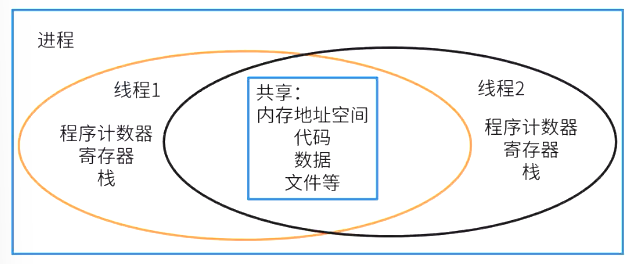 进程
线程1
程序计数器
寄存器
栈
共享：
内存地址空间
代码
数据
文件等
线程2
程序计数器
寄存器
栈